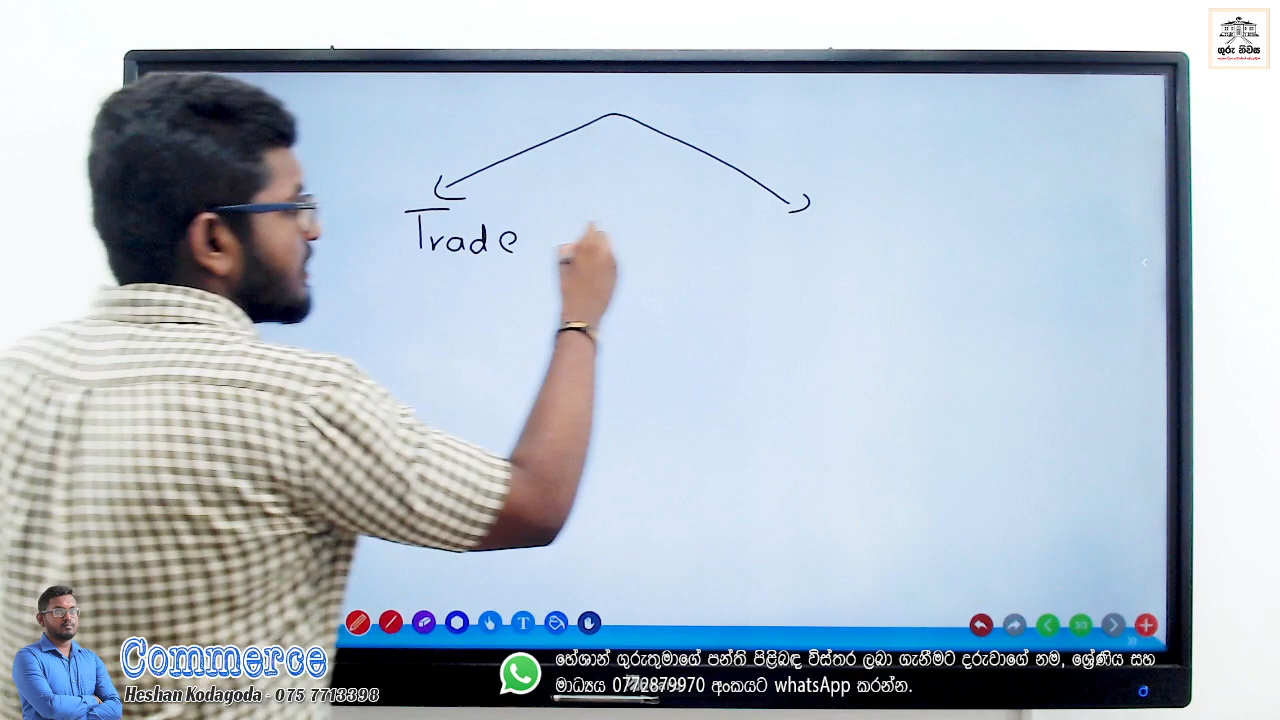 ගුරු නිවස
Trade
Commerce
Heshan Kodagoda - 075 7713398
හේශාන් ගුරුතුමාගේ පන්ති පිළිබඳ විස්තර ලබා ගැනීමට දරුවාගේ නම, ශ්‍රේණිය සහ
මාධ්‍යය 0772879970 අංකයට whatsApp කරන්න.
T